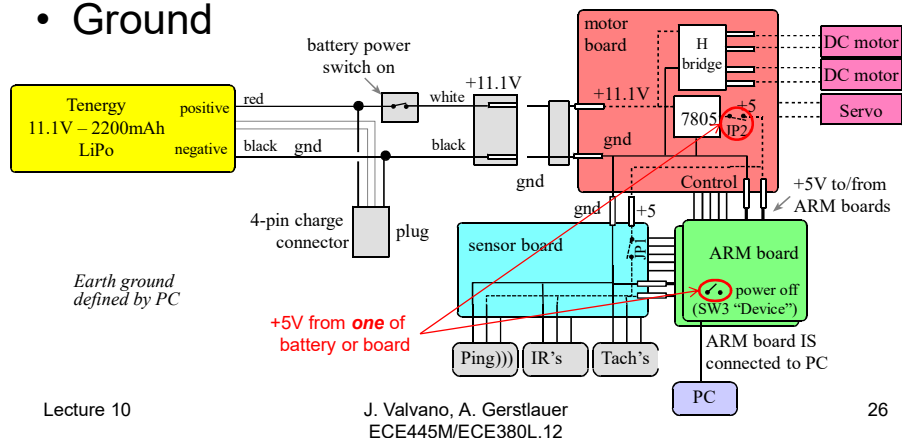 • Ground
battery power
switch on
motor
board
H
bridge
DC motor
DC motor
Servo
Tenergy
11.1V – 2200mAh
LiPo
positive
negative
red
white
+11.1V
+11.1V
7805
+5
JP2
black
gnd
black
gnd
gnd
Control
+5V to/from
ARM boards
4-pin charge
connector
plug
gnd
+5
sensor board
JP1
ARM board
power off
(SW3 “Device”)
Earth ground
defined by PC
+5V from one of
battery or board
Ping)))
IR's
Tach's
ARM board IS
connected to PC
PC
Lecture 10
J. Valvano, A. Gerstlauer
ECE445M/ECE380L.12
26